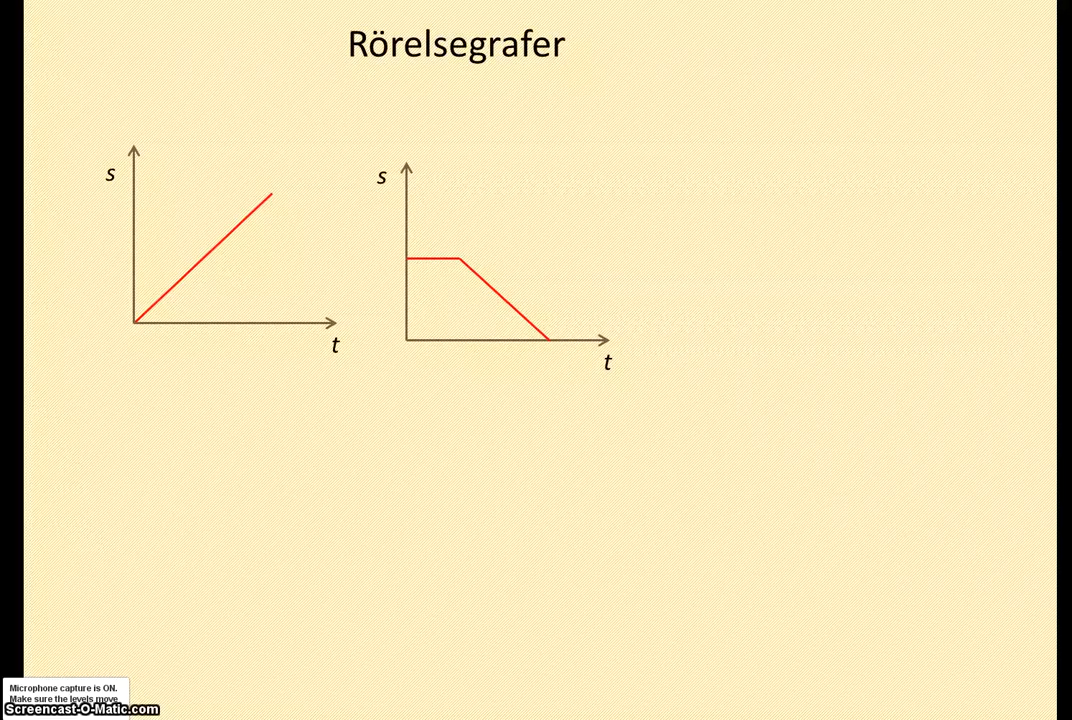 Rörelsegrafer
s
t
s
t
Microphone capture is ON.
Make sure the levels move
Screencast-O-Matic.com